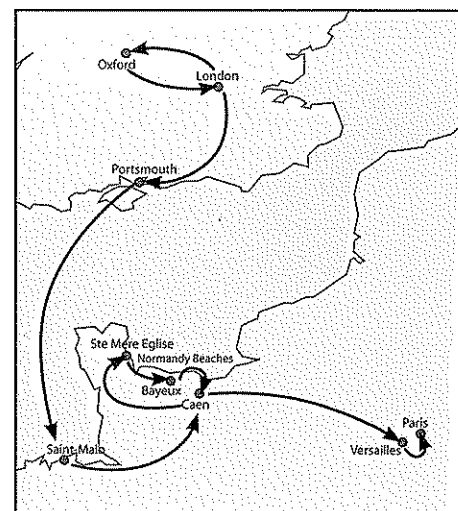 Oxford
London
Portsmouth
Ste Mere Eglise
Normandy Beaches
Bayeux
Caen
Paris
Versailles
Saint-Malo